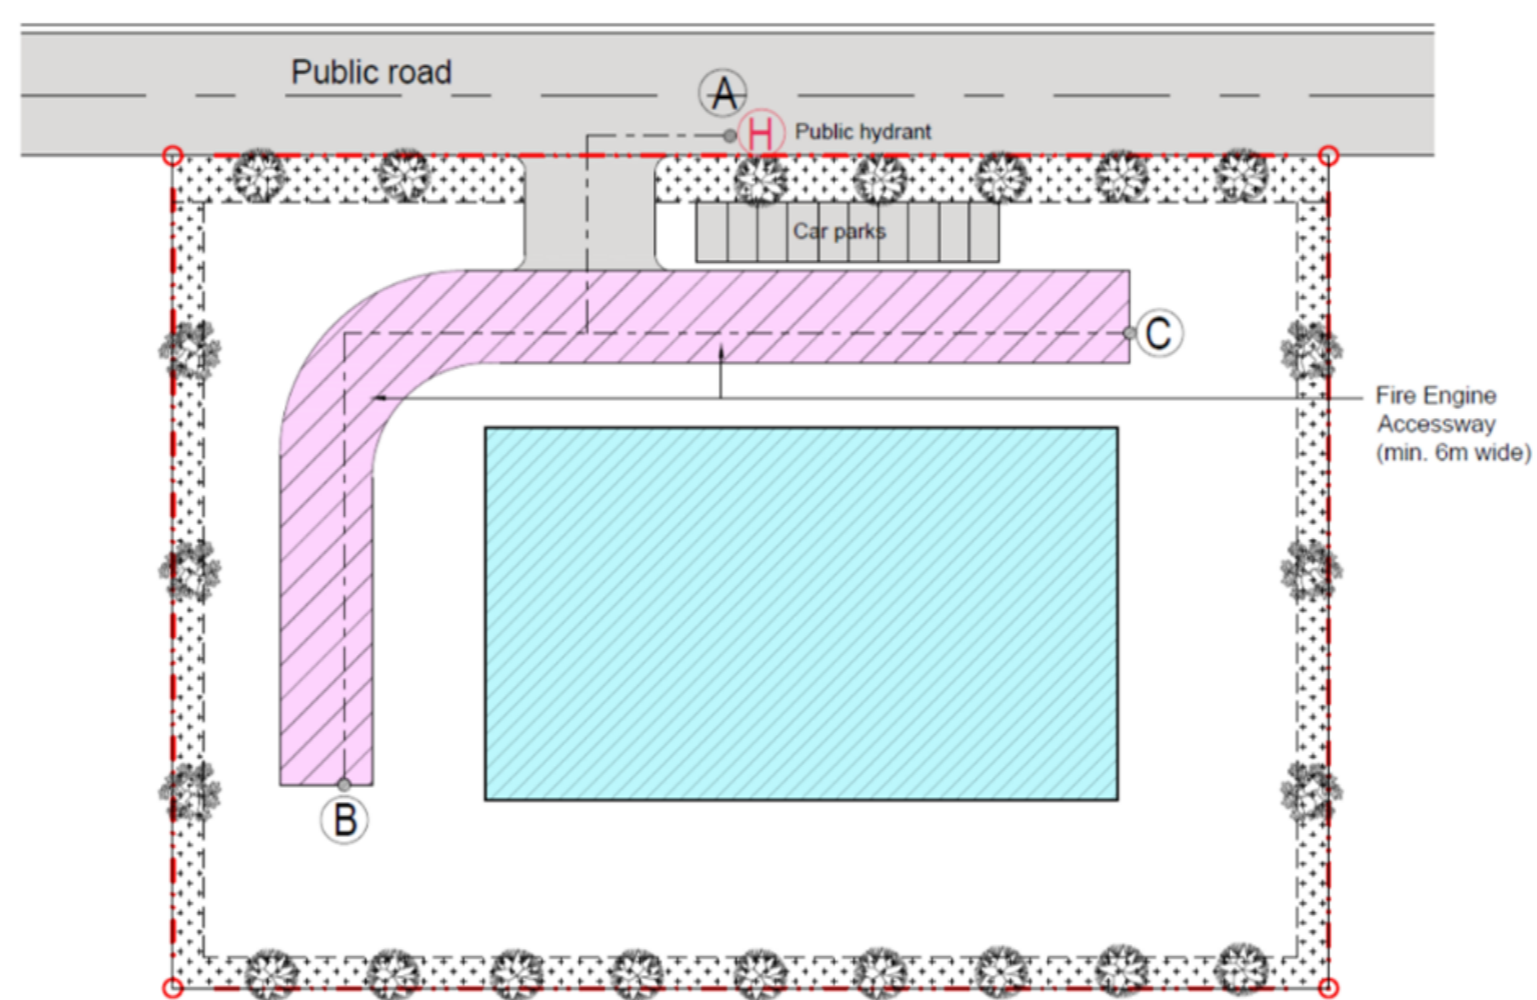 Public road
A
H
Public hydrant
Car parks
C
Fire Engine
Accessway
(min. 6m wide)
B